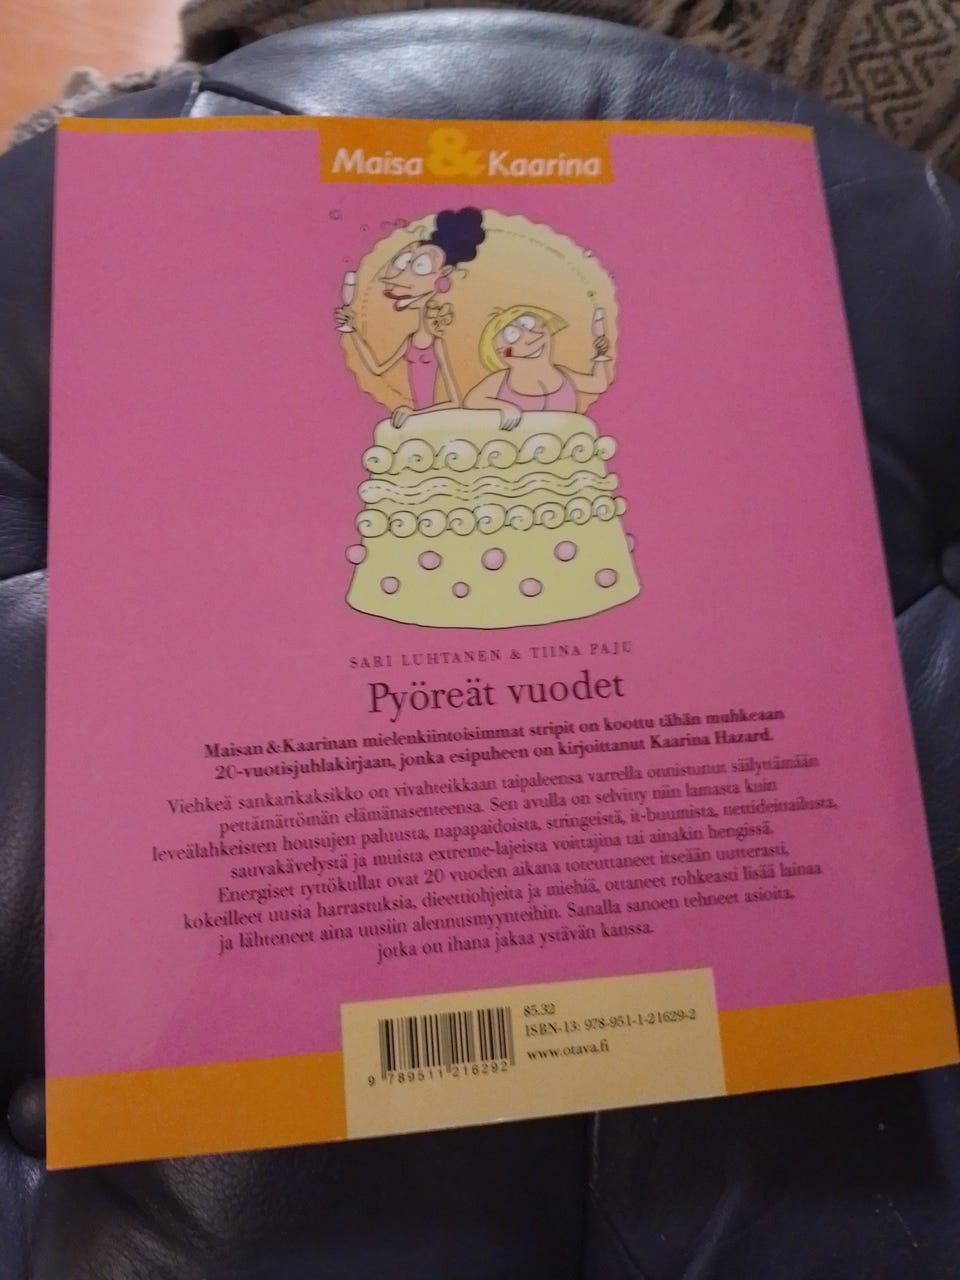 Maisa & Kaarina
SARI LUHTANEN & TIINA PAJU
Pyöreät vuodet
Maisan & Kaarinan mielenkiintoisimmat stripit on koottu tähän muhkeaan
20-vuotisjuhlakirjaan, jonka esipuheen on kirjoittanut Kaarina Hazard.
Viehkeä sankarikaksikko on vivahteikkaan taipaleensa varrella onnistunut säilyttämään
pettämättömän elämänasenteensa. Sen avulla on selvitty niin lamasta kuin
leveälahkeisten housujen paluusta, napapaidoista, stringeistä, it-buumista, nettideittailusta,
sauvakävelystä ja muista extreme-lajeista voittajina tai ainakin hengissä.
Energiset tyttökullat ovat 20 vuoden aikana toteuttaneet itseään uutterasti,
kokeilleet uusia harrastuksia, dieettiohjeita ja miehiä, ottaneet rohkeasti lisää lainaa
ja lähteneet aina uusiin alennusmyynteihin. Sanalla sanoen tehneet asioita,
jotka on ihana jakaa ystävän kanssa.
85.32
ISBN-13: 978-951-1-21629-2
www.otava.fi
9 789511 216292